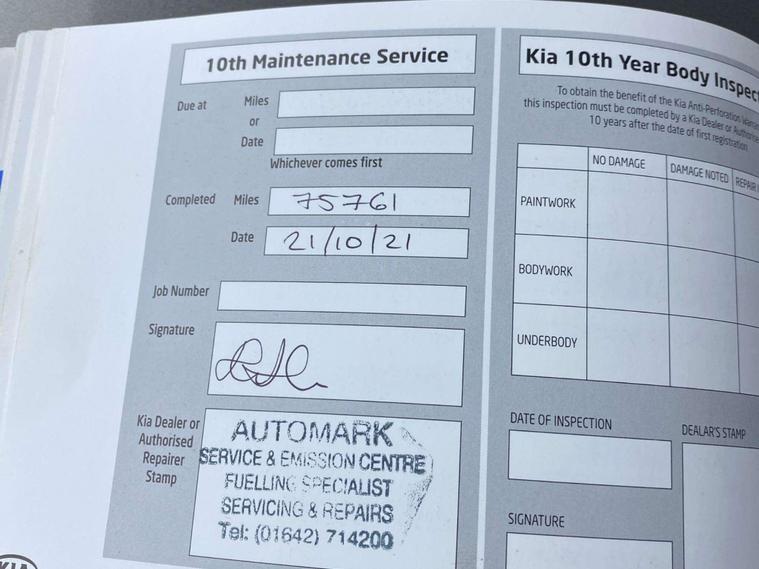 10th Maintenance Service
Due at Miles
or
Date
Whichever comes first
Completed Miles 75761
Date 21/10/21
Job Number
Signature
Kia Dealer or
Authorised
Repairer
Stamp
AUTOMARK
SERVICE & EMISSION CENTRE
FUELLING SPECIALIST
SERVICING & REPAIRS
Tel: (01642) 714200
KIA
Kia 10th Year Body Inspec
To obtain the benefit of the Kia Anti-Perforation
this inspection must be completed by a Kia Dealer or
10 years after the date of first registration
NO DAMAGE DAMAGE NOTED REPAIR
PAINTWORK
BODYWORK
UNDERBODY
DATE OF INSPECTION
DEALAR'S STAMP
SIGNATURE